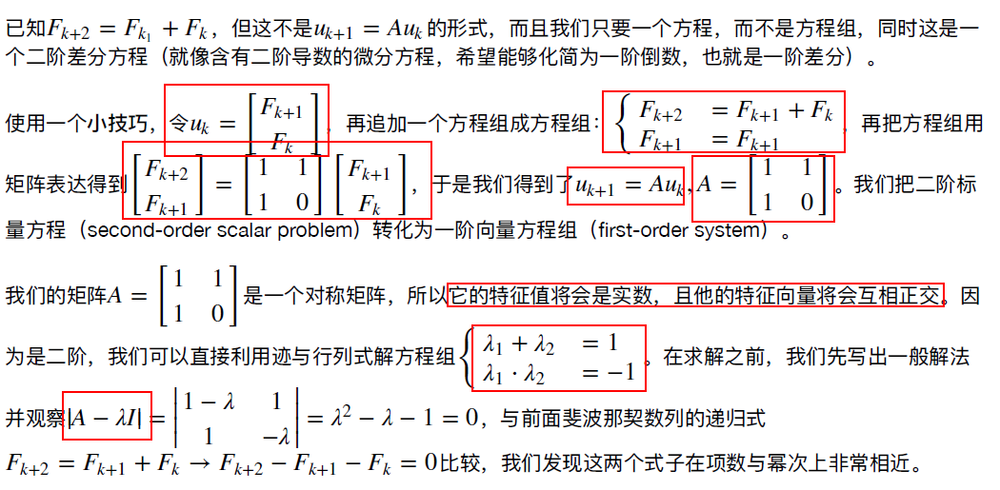 已知$F_{k+2} = F_{k_1} + F_k$，但这不是$u_{k+1} = Au_k$的形式，而且我们只要一个方程，而不是方程组，同时这是一
个二阶差分方程（就像含有二阶导数的微分方程，希望能够化简为一阶倒数，也就是一阶差分）。
使用一个小技巧，令$u_k = \begin{bmatrix} F_{k+1} \\ F_k \end{bmatrix}$，再追加一个方程组成方程组：$\begin{cases} F_{k+2} & = F_{k+1} + F_k \\ F_{k+1} & = F_{k+1} \end{cases}$，再把方程组用
矩阵表达得到$\begin{bmatrix} F_{k+2} \\ F_{k+1} \end{bmatrix} = \begin{bmatrix} 1 & 1 \\ 1 & 0 \end{bmatrix} \begin{bmatrix} F_{k+1} \\ F_k \end{bmatrix}$，于是我们得到了$u_{k+1} = Au_k, A = \begin{bmatrix} 1 & 1 \\ 1 & 0 \end{bmatrix}$。我们把二阶标
量方程（second-order scalar problem）转化为一阶向量方程组（first-order system）。
我们的矩阵$A = \begin{bmatrix} 1 & 1 \\ 1 & 0 \end{bmatrix}$是一个对称矩阵，所以它的特征值将会是实数，且他的特征向量将会互相正交。因
为是二阶，我们可以直接利用迹与行列式解方程组$\begin{cases} \lambda_1 + \lambda_2 & = 1 \\ \lambda_1 \cdot \lambda_2 & = -1 \end{cases}$。在求解之前，我们先写出一般解法
并观察$|A - \lambda I| = \begin{vmatrix} 1 - \lambda & 1 \\ 1 & -\lambda \end{vmatrix} = \lambda^2 - \lambda - 1 = 0$，与前面斐波那契数列的递归式
$F_{k+2} = F_{k+1} + F_k \rightarrow F_{k+2} - F_{k+1} - F_k = 0$比较，我们发现这两个式子在项数与幂次上非常相近。